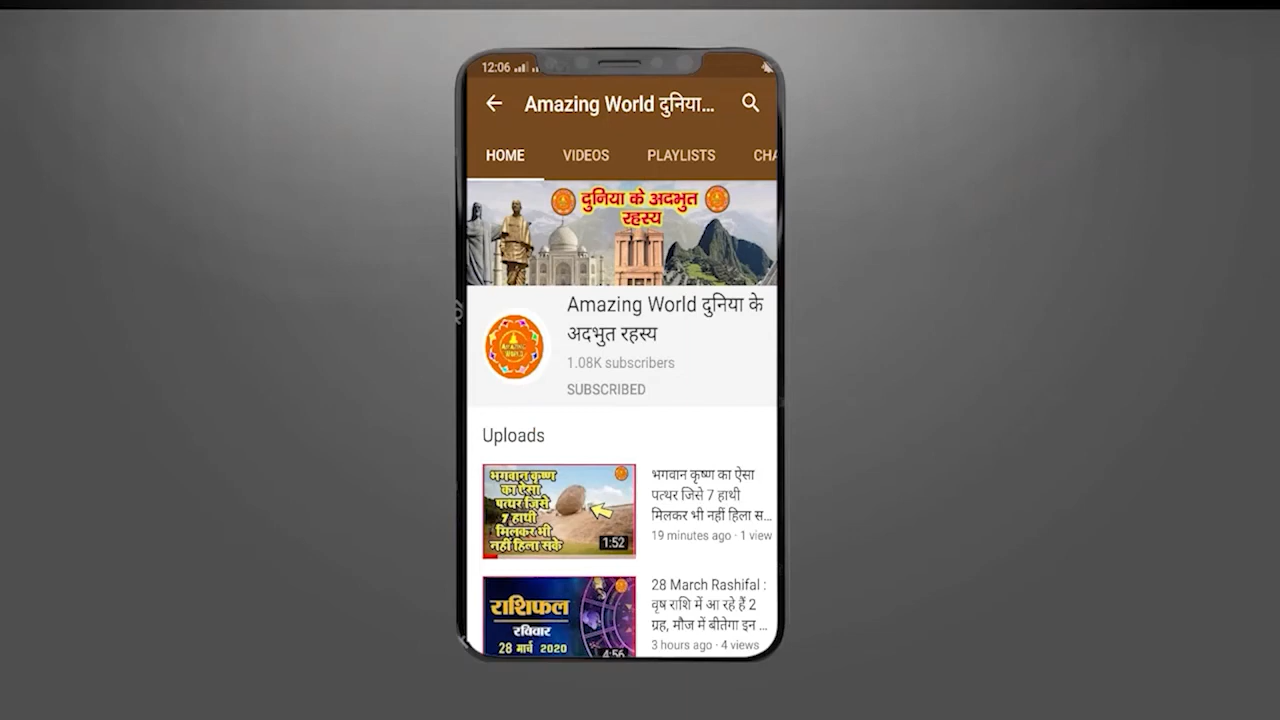 12:06
Amazing World दुनिया...
HOME VIDEOS PLAYLISTS CHA
दुनिया के अदभुत
रहस्य
Amazing World दुनिया के
अदभुत रहस्य
AMAZING
WORLD
1.08K subscribers
SUBSCRIBED
Uploads
भगवान कृष्ण
का ऐसा
पत्थर जिसे
7 हाथी
मिलकर भी
नहीं हिला सके
1:52
भगवान कृष्ण का ऐसा
पत्थर जिसे 7 हाथी
मिलकर भी नहीं हिला स...
19 minutes ago · 1 view
राशिफल
रविवार
28 मार्च 2020
4:56
28 March Rashifal :
वृष राशि में आ रहे हैं 2
ग्रह, मौज में बीतेगा इन ...
3 hours ago · 4 views